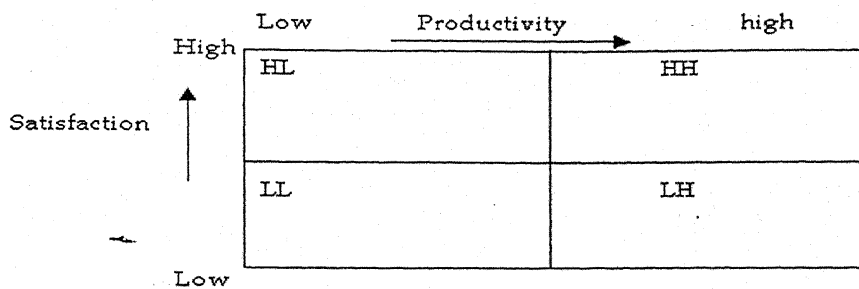 Low Productivity high
High
HL HH
Satisfaction
LL LH
Low